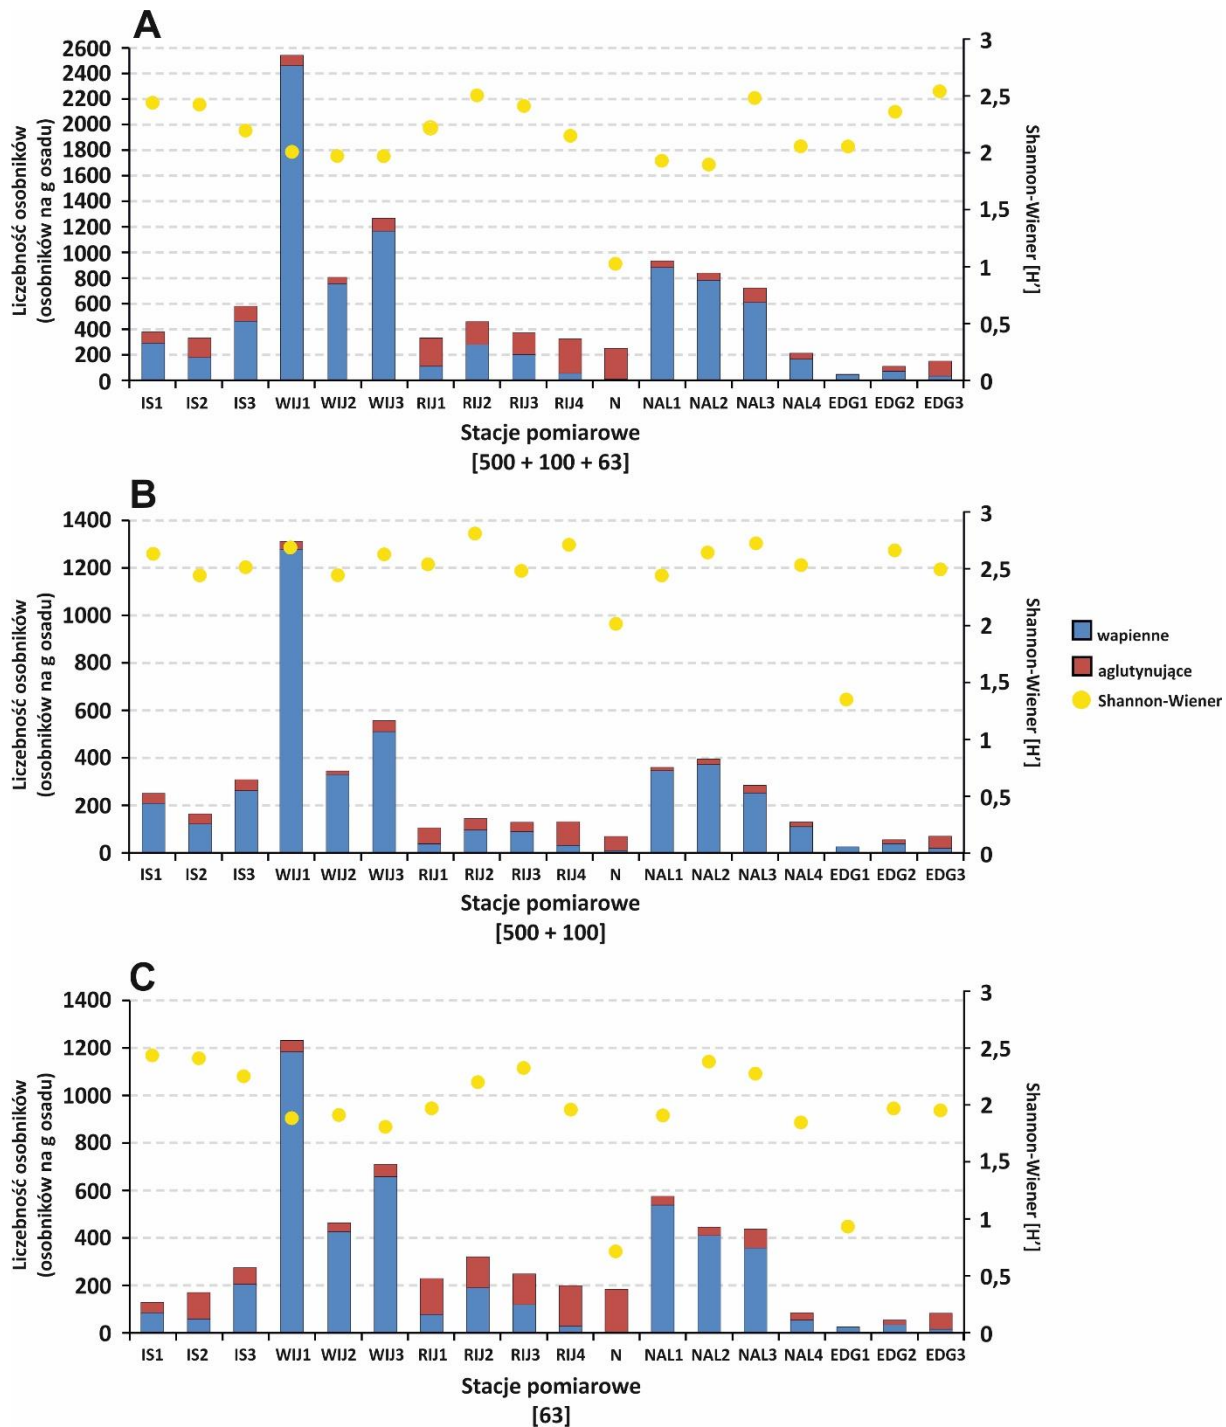 A
Liczebność osobników
(osobników na g osadu)
2600
2400
2200
2000
1800
1600
1400
1200
1000
800
600
400
200
0
3
2,5
2
1,5
1
0,5
0
Shannon-Wiener [H']
IS1 IS2 IS3 WIJ1 WIJ2 WIJ3 RIJ1 RIJ2 RIJ3 RIJ4 N NAL1 NAL2 NAL3 NAL4 EDG1 EDG2 EDG3
Stacje pomiarowe
[500 + 100 + 63]
B
Liczebność osobników
(osobników na g osadu)
1400
1200
1000
800
600
400
200
0
3
2,5
2
1,5
1
0,5
0
Shannon-Wiener [H']
IS1 IS2 IS3 WIJ1 WIJ2 WIJ3 RIJ1 RIJ2 RIJ3 RIJ4 N NAL1 NAL2 NAL3 NAL4 EDG1 EDG2 EDG3
Stacje pomiarowe
[500 + 100]
wapienne
aglutynujące
Shannon-Wiener
C
Liczebność osobników
(osobników na g osadu)
1400
1200
1000
800
600
400
200
0
3
2,5
2
1,5
1
0,5
0
Shannon-Wiener [H']
IS1 IS2 IS3 WIJ1 WIJ2 WIJ3 RIJ1 RIJ2 RIJ3 RIJ4 N NAL1 NAL2 NAL3 NAL4 EDG1 EDG2 EDG3
Stacje pomiarowe
[63]